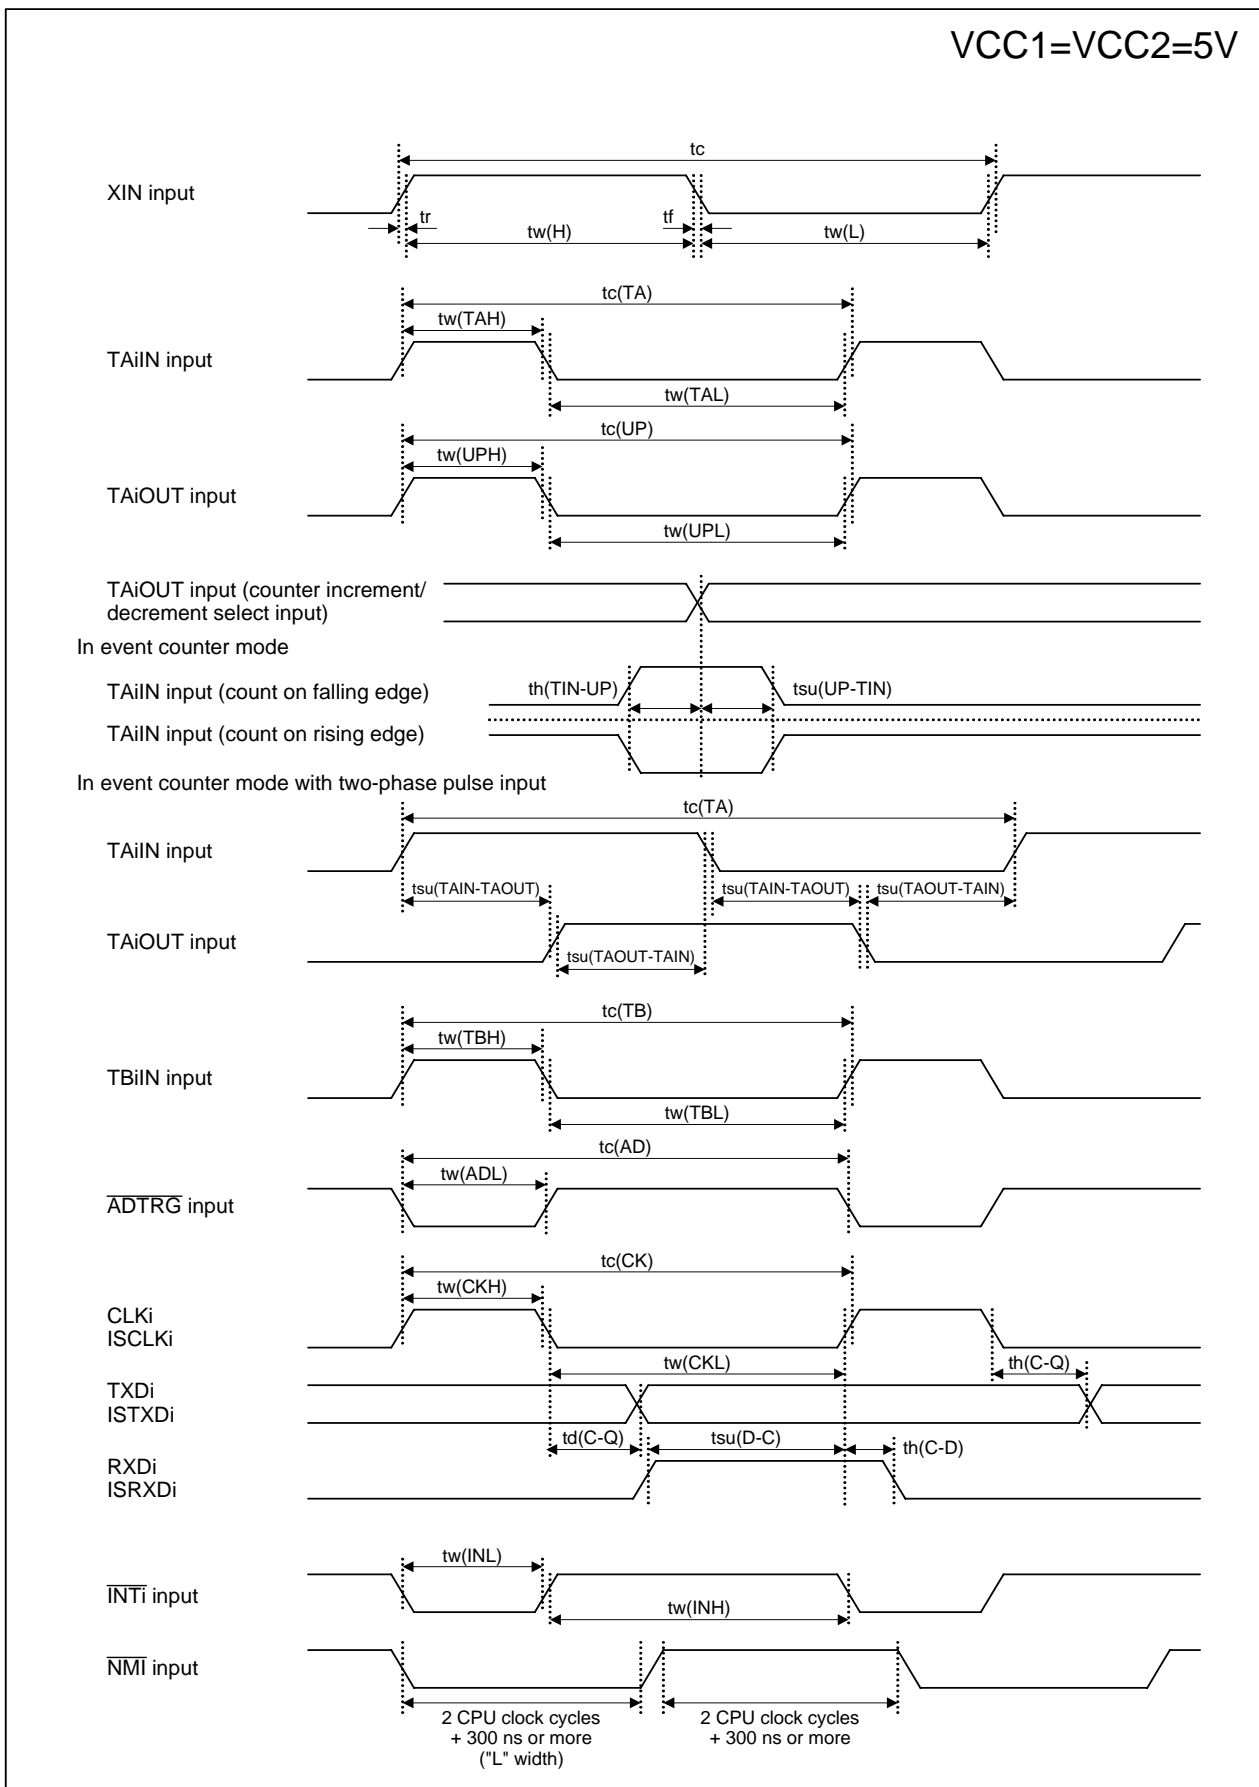 VCC1=VCC2=5V
tc
XIN input
tr
tf
tw(H)
tw(L)
tc(TA)
tw(TAH)
TAiIN input
tw(TAL)
tc(UP)
tw(UPH)
TAiOUT input
tw(UPL)
TAiOUT input (counter increment/
decrement select input)
In event counter mode
TAiIN input (count on falling edge)
th(TIN-UP)
tsu(UP-TIN)
TAiIN input (count on rising edge)
In event counter mode with two-phase pulse input
tc(TA)
TAiIN input
tsu(TAIN-TAOUT)
tsu(TAIN-TAOUT)
tsu(TAOUT-TAIN)
TAiOUT input
tsu(TAOUT-TAIN)
tc(TB)
tw(TBH)
TBiIN input
tw(TBL)
tc(AD)
tw(ADL)
ADTRG input
tc(CK)
tw(CKH)
CLKi
ISCLKi
tw(CKL)
th(C-Q)
TXDi
ISTXDi
td(C-Q)
tsu(D-C)
th(C-D)
RXDi
ISRXDi
tw(INL)
INTi input
tw(INH)
NMI input
2 CPU clock cycles
+ 300 ns or more
("L" width)
2 CPU clock cycles
+ 300 ns or more